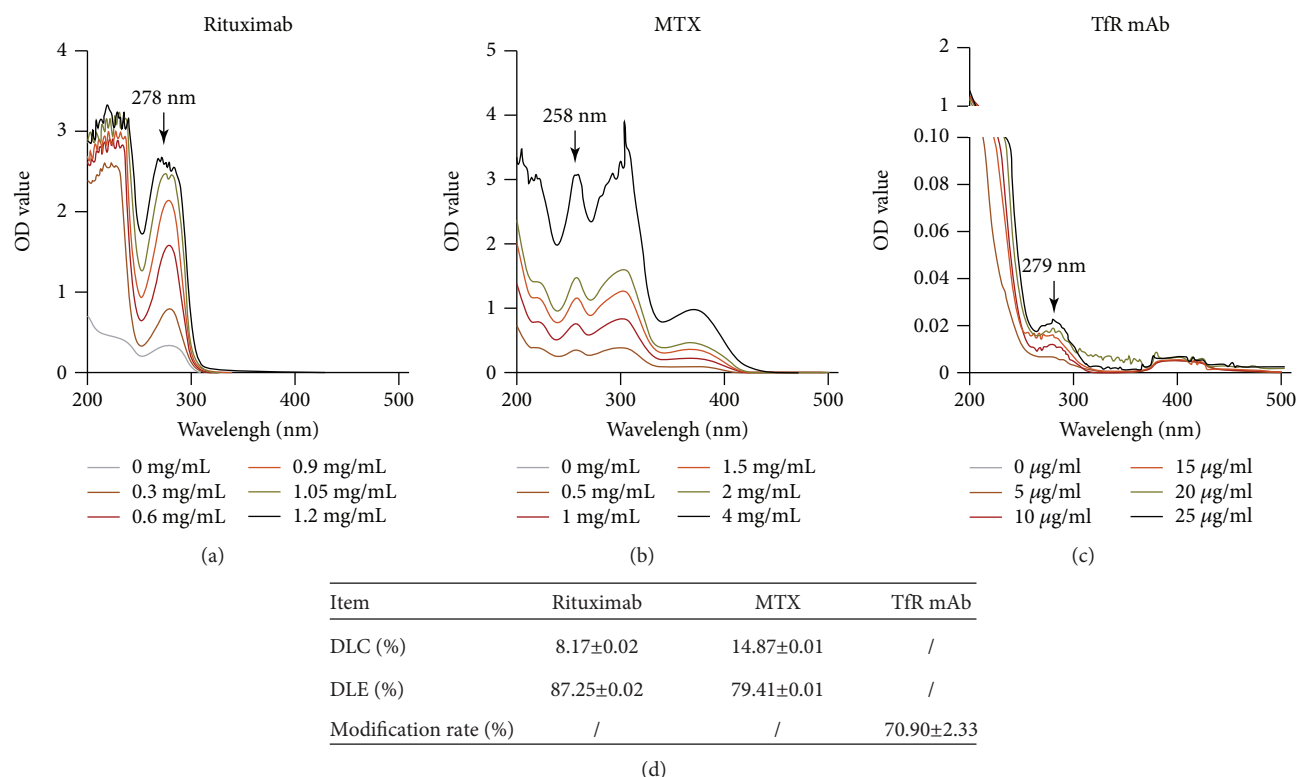 Rituximab
4
3
2
1
0
OD value
278 nm
200
300
400
500
Wavelengh (nm)
0 mg/mL
0.3 mg/mL
0.6 mg/mL
0.9 mg/mL
1.05 mg/mL
1.2 mg/mL
(a)
MTX
5
4
3
2
1
0
OD value
258 nm
200
300
400
500
Wavelengh (nm)
0 mg/mL
0.5 mg/mL
1 mg/mL
1.5 mg/mL
2 mg/mL
4 mg/mL
(b)
TfR mAb
2
1
0.10
0.08
0.06
0.04
0.02
0
OD value
279 nm
200
300
400
500
Wavelengh (nm)
0 μg/ml
5 μg/ml
10 μg/ml
15 μg/ml
20 μg/ml
25 μg/ml
(c)
Item Rituximab MTX TfR mAb
DLC (%) 8.17±0.02 14.87±0.01 /
DLE (%) 87.25±0.02 79.41±0.01 /
Modification rate (%) / / 70.90±2.33
(d)